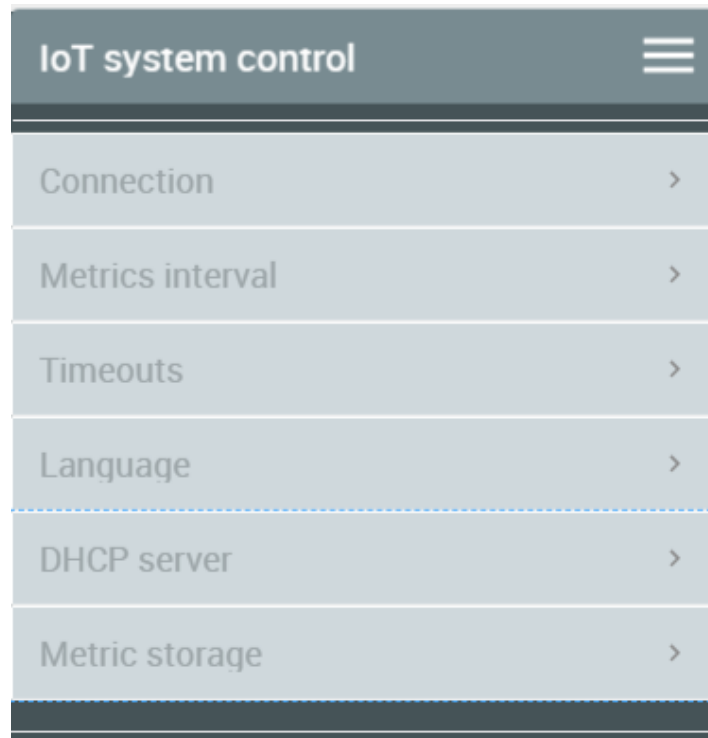 IoT system control
Connection
Metrics interval
Timeouts
Language
DHCP server
Metric storage